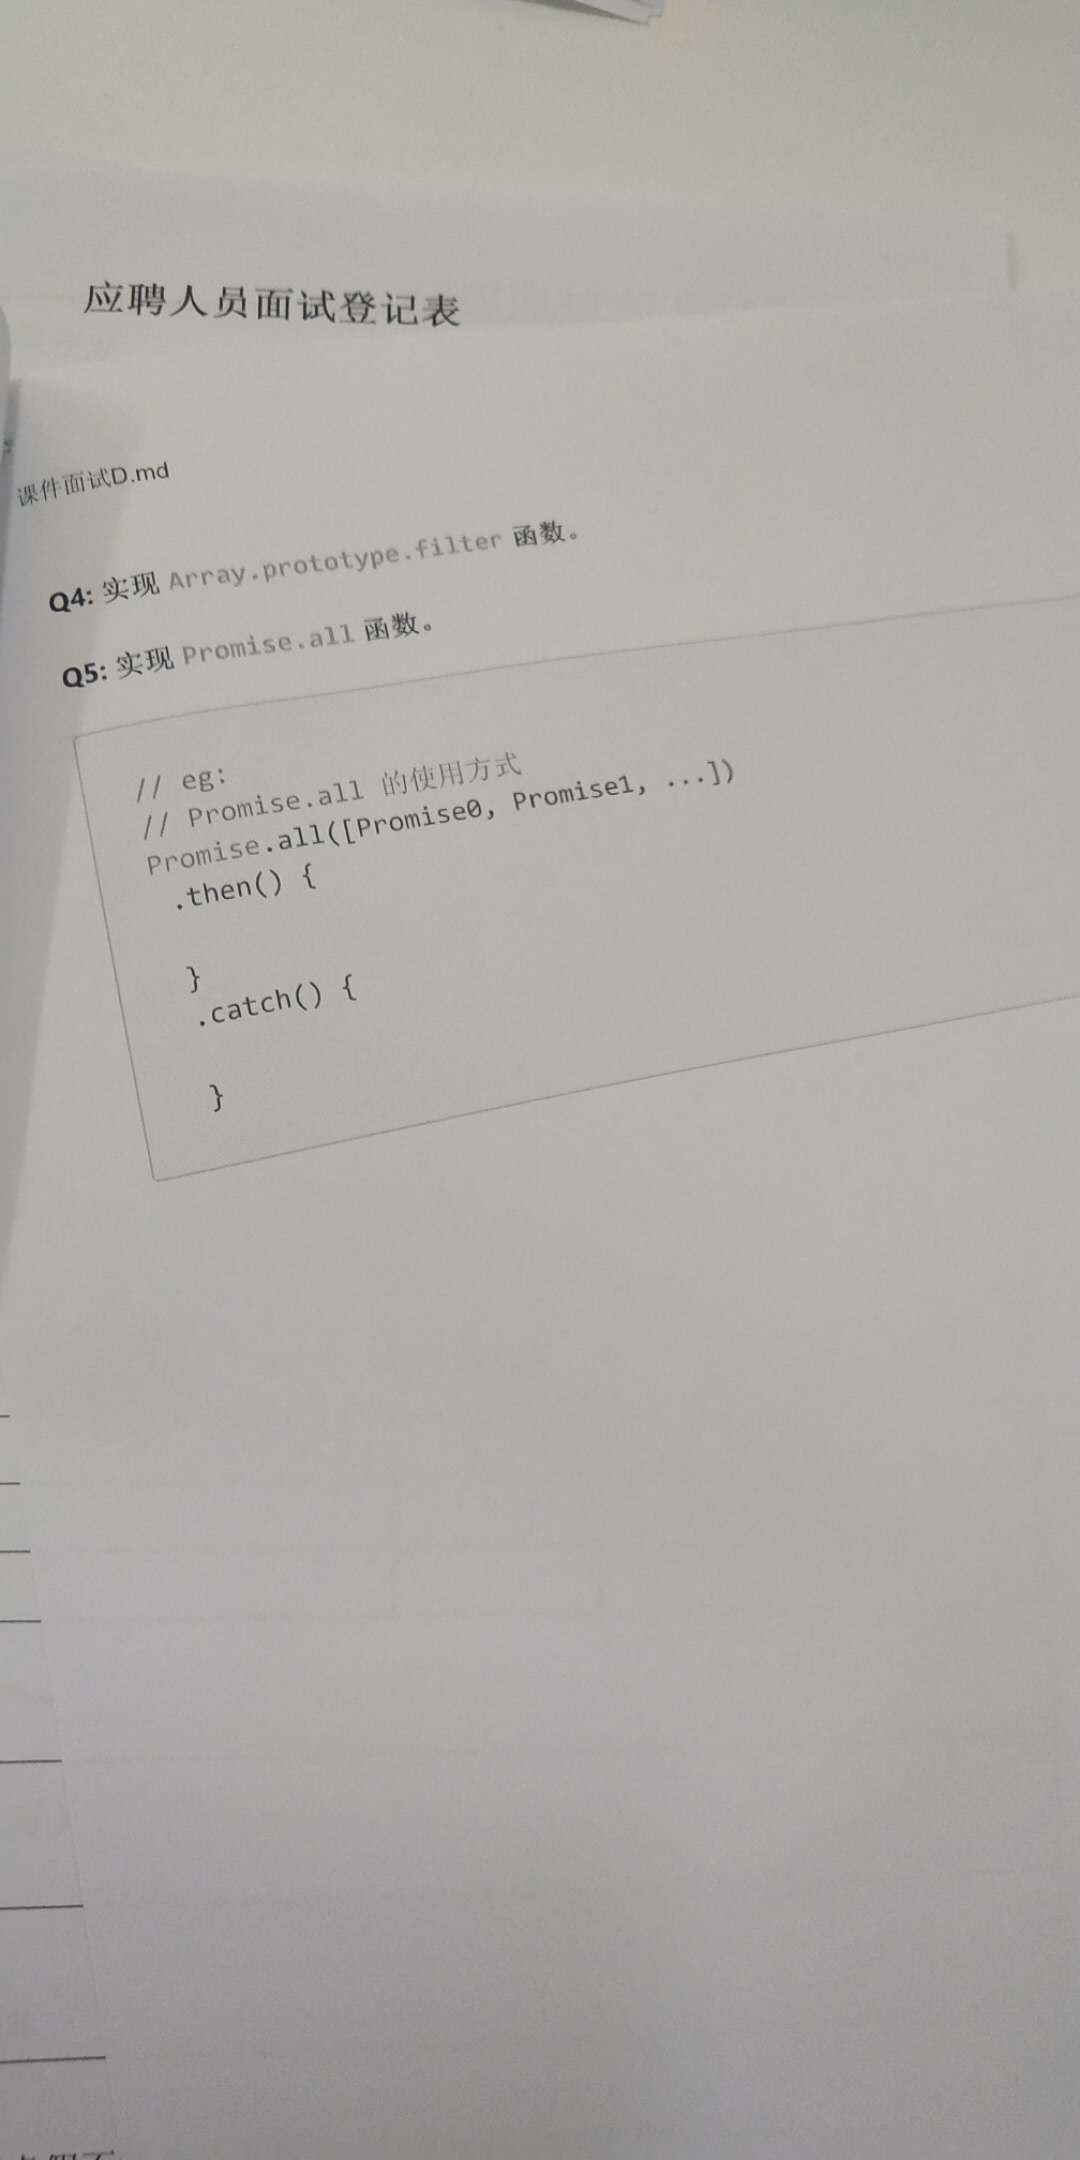 应聘人员面试登记表
课件面试D.md
Q4: 实现 Array.prototype.filter 函数。
Q5: 实现 Promise.all 函数。
// eg:
// Promise.all 的使用方式
Promise.all([Promise0, Promise1, ...])
.then() {
}
.catch() {
}